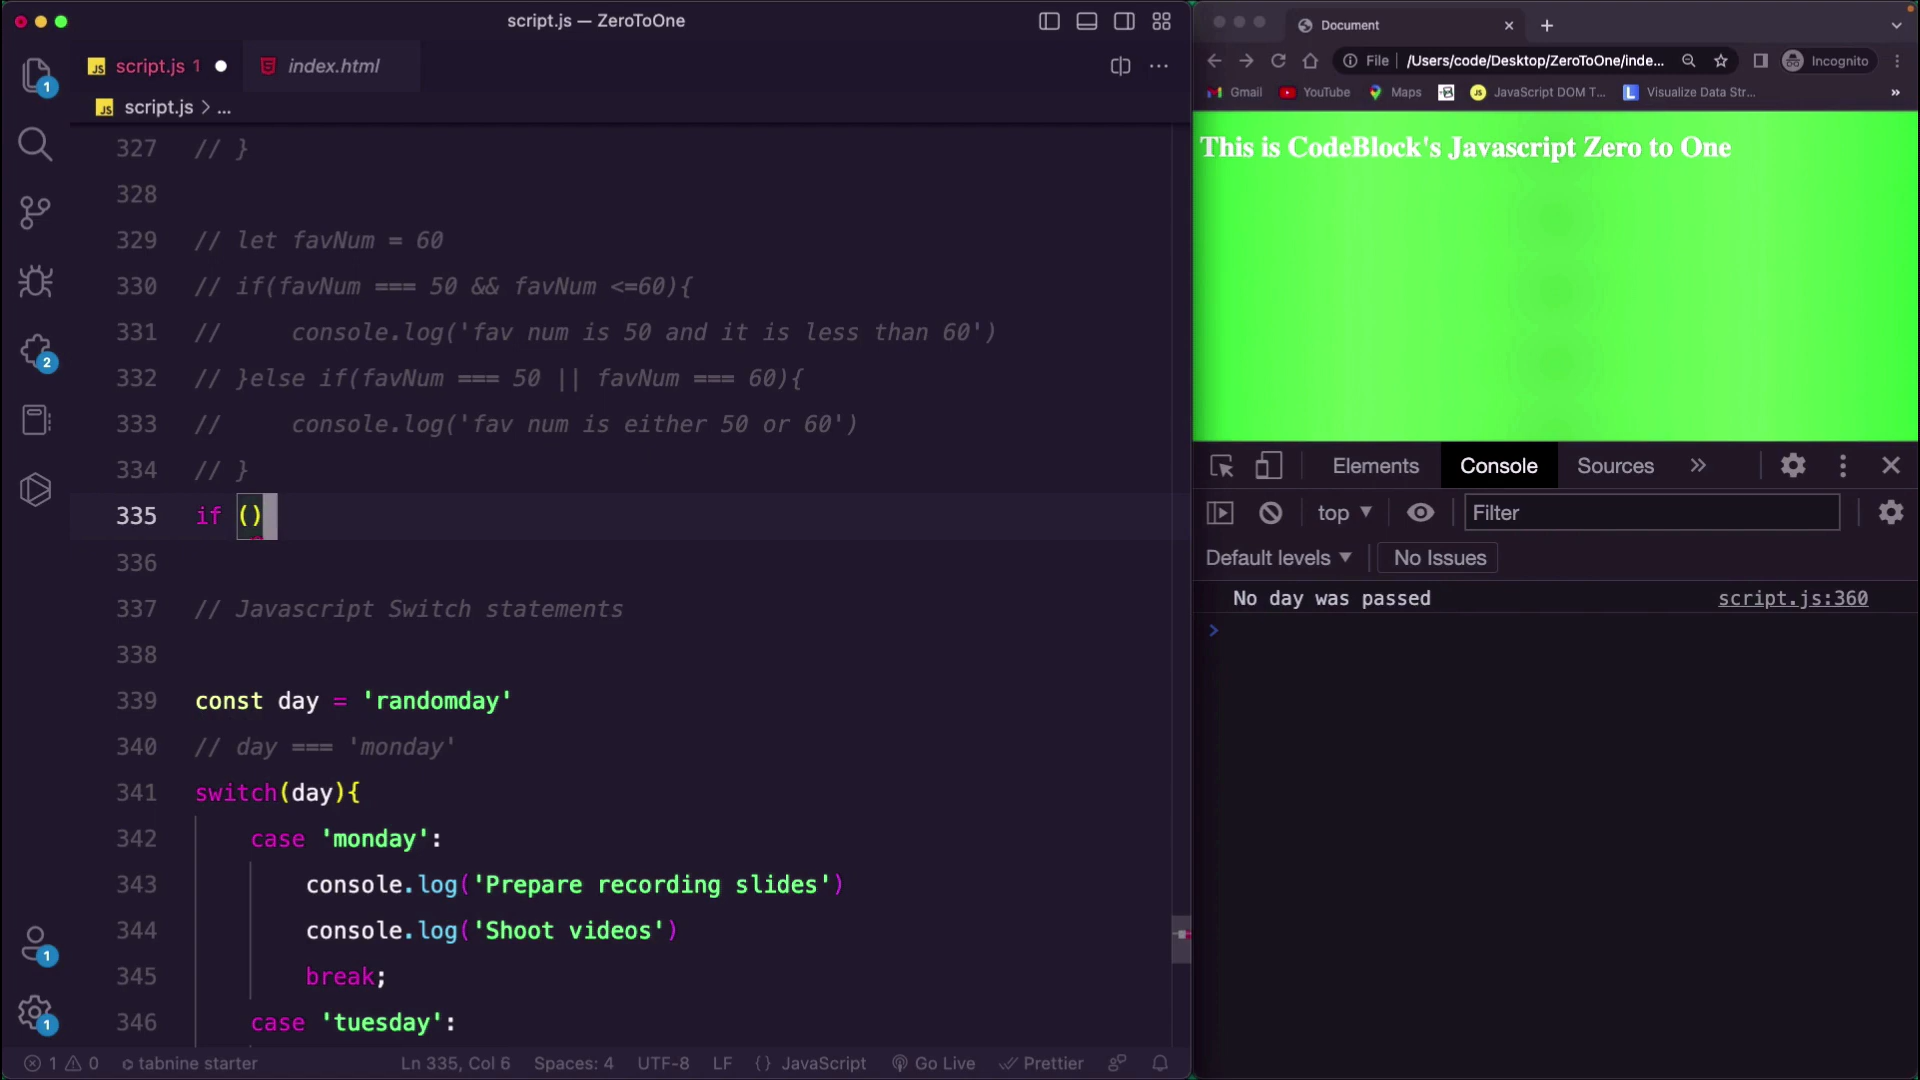 script.js — ZeroToOne
script.js 1
index.html
script.js > ...
327 // }
328
329 // let favNum = 60
330 // if(favNum === 50 && favNum <=60){
331 //     console.log('fav num is 50 and it is less than 60')
332 // }else if(favNum === 50 || favNum === 60){
333 //     console.log('fav num is either 50 or 60')
334 // }
335 if ()
336
337 // Javascript Switch statements
338
339 const day = 'randomday'
340 // day === 'monday'
341 switch(day){
342     case 'monday':
343         console.log('Prepare recording slides')
344         console.log('Shoot videos')
345         break;
346     case 'tuesday':
1
2
1
1
1 0 tabnine starter Ln 335, Col 6 Spaces: 4 UTF-8 LF {} JavaScript Go Live Prettier
Document
File /Users/code/Desktop/ZeroToOne/inde... Incognito
Gmail YouTube Maps JavaScript DOM T... Visualize Data Str... »
This is CodeBlock's Javascript Zero to One
Elements Console Sources »
top Filter
Default levels No Issues
No day was passed script.js:360
>